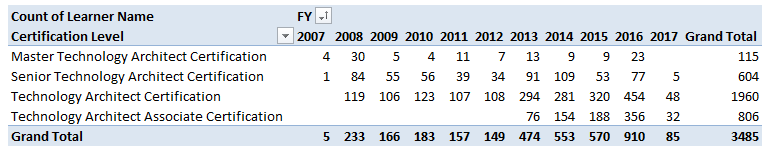 Count of Learner Name FY
Certification Level 2007 2008 2009 2010 2011 2012 2013 2014 2015 2016 2017 Grand Total
Master Technology Architect Certification 4 30 5 4 11 7 13 9 9 23 115
Senior Technology Architect Certification 1 84 55 56 39 34 91 109 53 77 5 604
Technology Architect Certification 119 106 123 107 108 294 281 320 454 48 1960
Technology Architect Associate Certification 76 154 188 356 32 806
Grand Total 5 233 166 183 157 149 474 553 570 910 85 3485